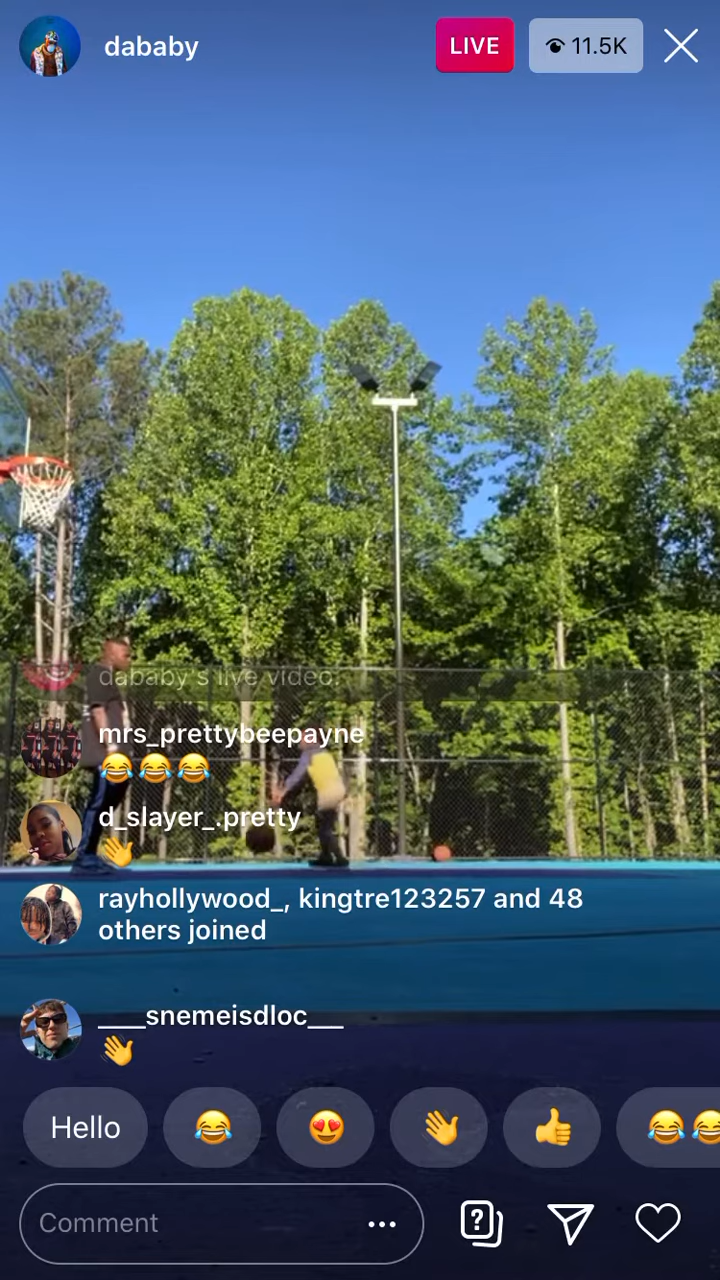 dababy
LIVE
11.5K
dababy's live video.
mrs_prettybeepayne
😂😂😂
d_slayer_.pretty
👋
rayhollywood_, kingtre123257 and 48
others joined
____snemeisdloc___
👋
Hello 😂 😍 👋 👍 😂😂
Comment